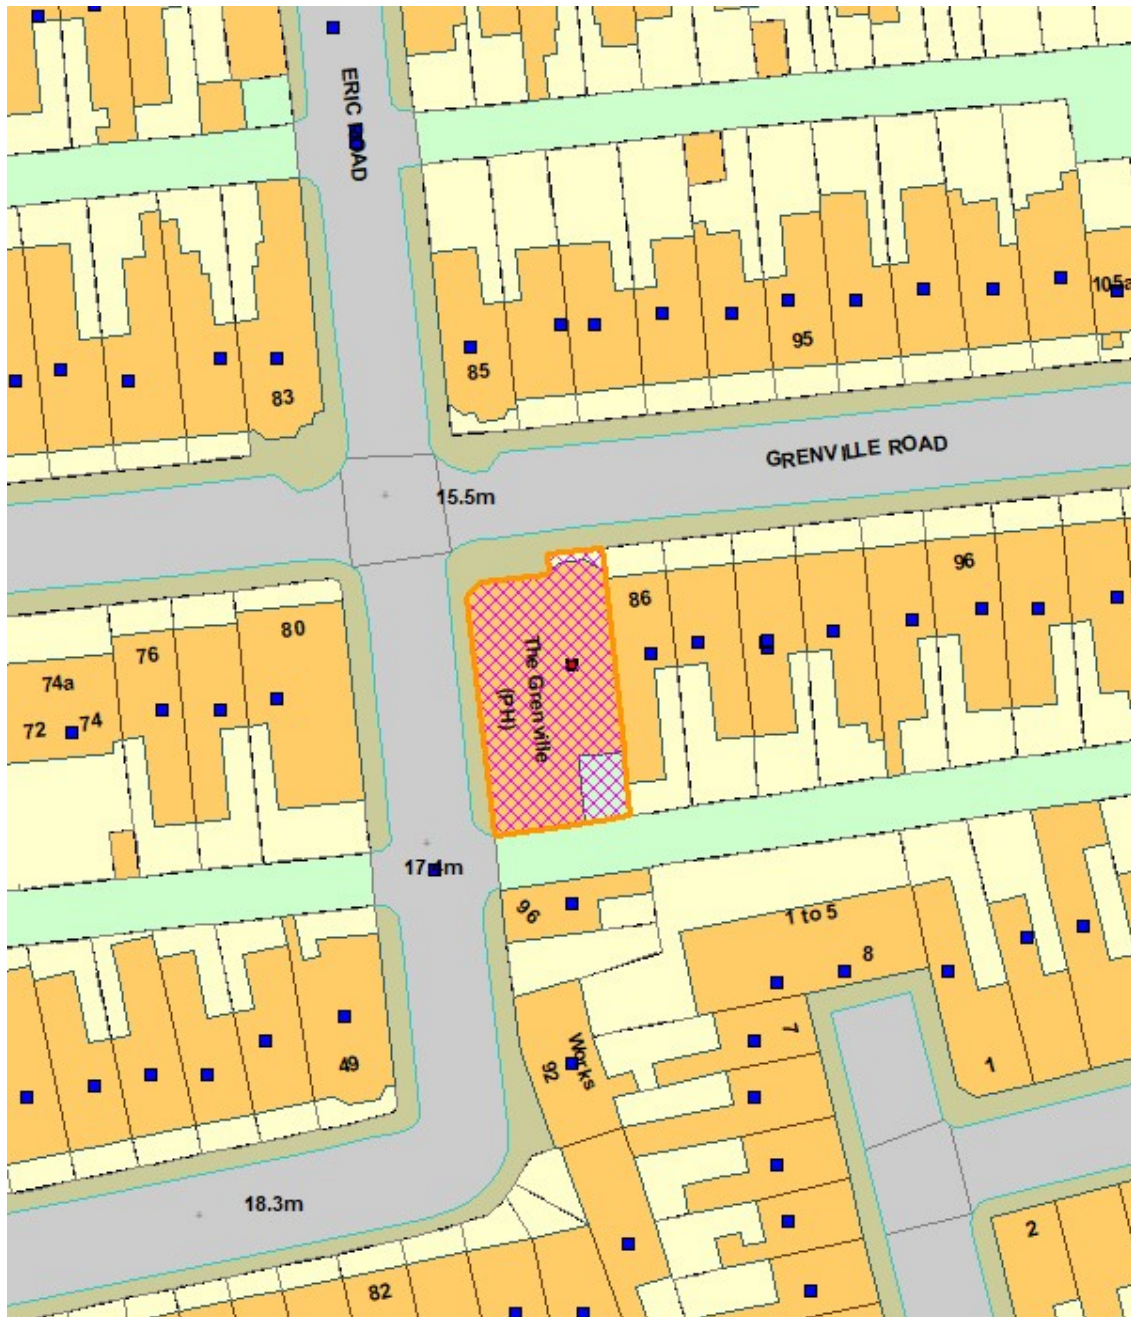 ERIC ROAD
105a
95
85
83
GRENVILLE ROAD
15.5m
96
86
80
76
The Grenville
(PH)
74a
72
74
17.4m
96
1 to 5
8
7
Works
92
49
1
18.3m
2
82